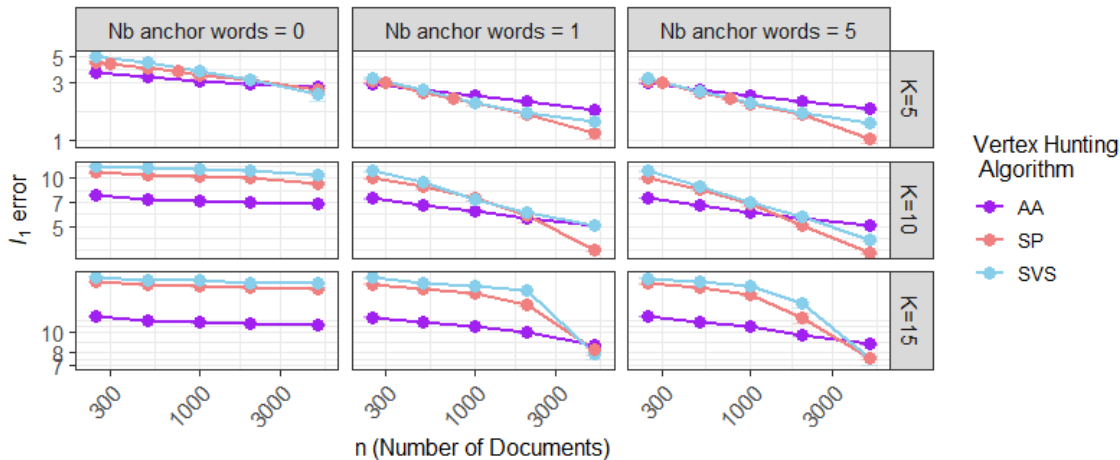 Nb anchor words = 0
Nb anchor words = 1
Nb anchor words = 5
5
3
1
K=5
10
7
5
K=10
10
8
7
K=15
l1 error
300
1000
3000
300
1000
3000
300
1000
3000
n (Number of Documents)
Vertex Hunting
Algorithm
AA
SP
SVS